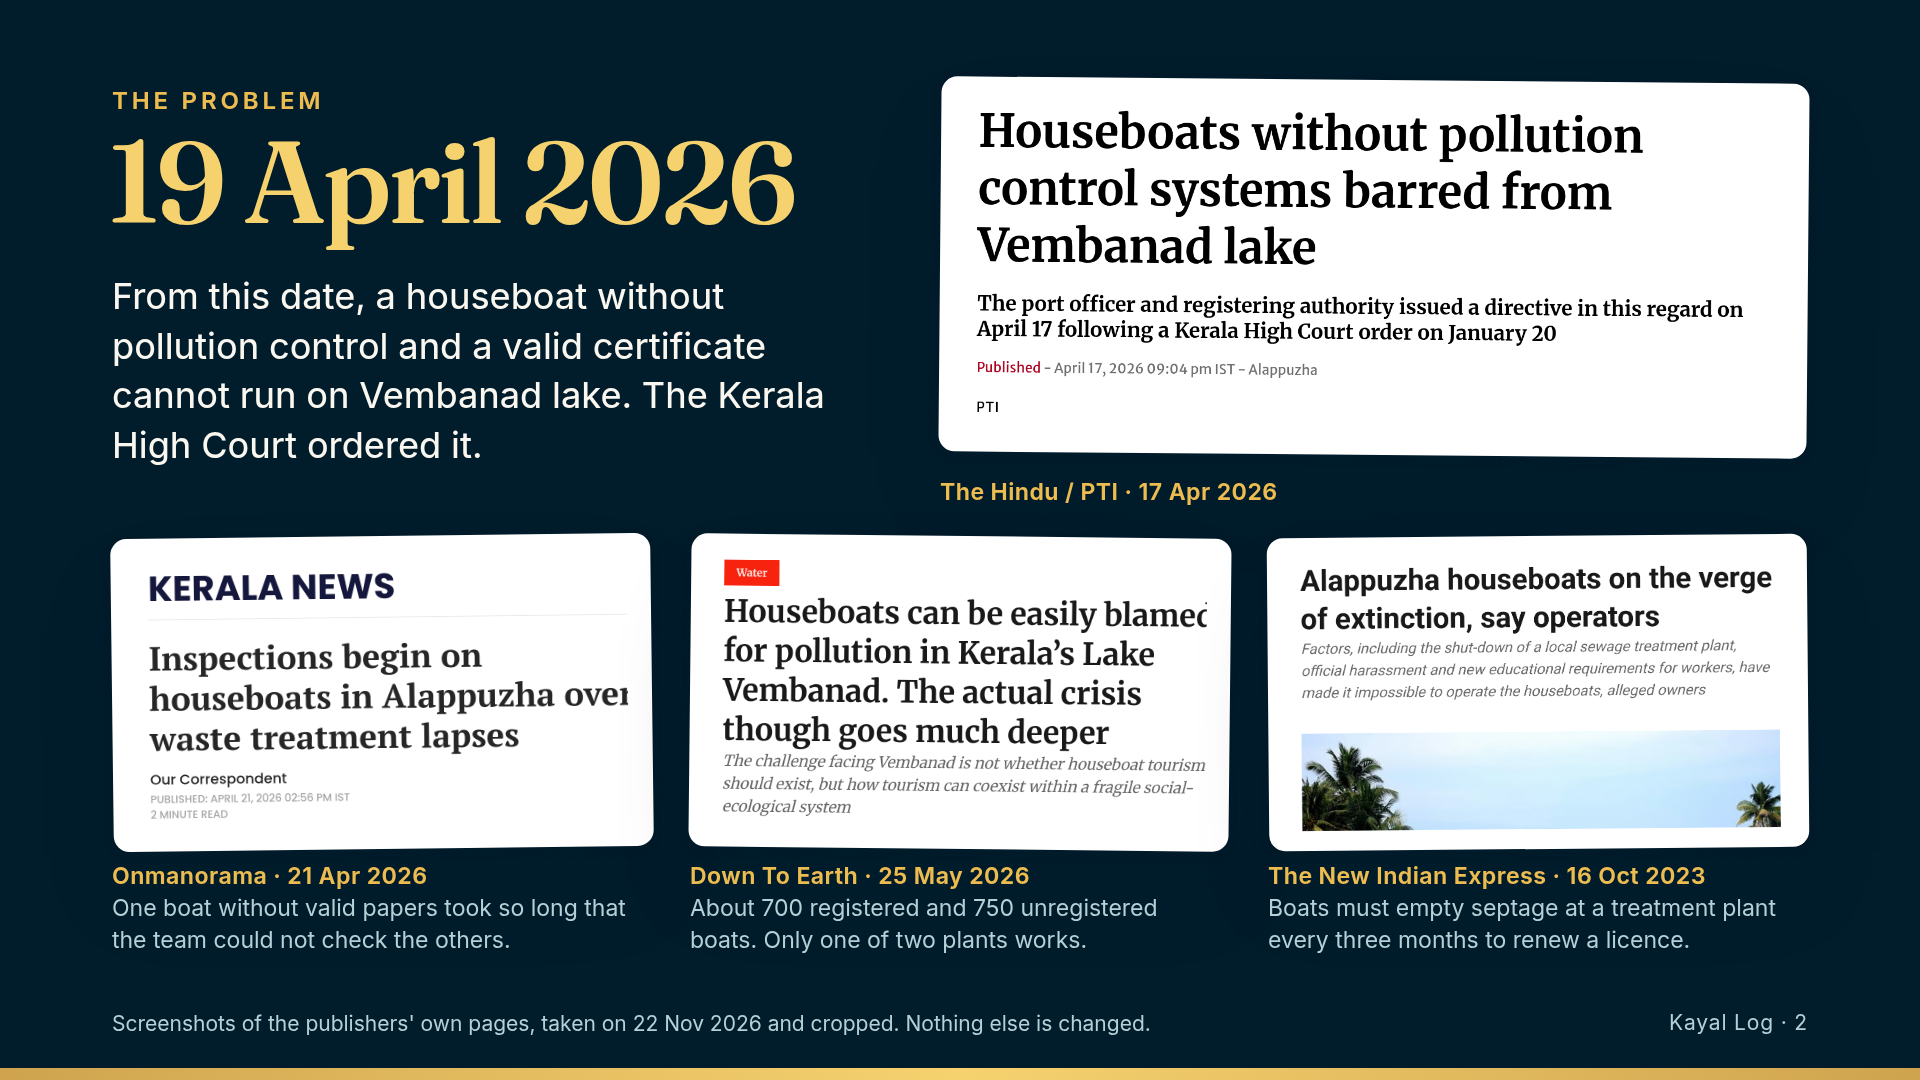 THE PROBLEM
19 April 2026
From this date, a houseboat without
pollution control and a valid certificate
cannot run on Vembanad lake. The Kerala
High Court ordered it.
Houseboats without pollution
control systems barred from
Vembanad lake
The port officer and registering authority issued a directive in this regard on
April 17 following a Kerala High Court order on January 20
Published - April 17, 2026 09:04 pm IST - Alappuzha
PTI
The Hindu / PTI · 17 Apr 2026
KERALA NEWS
Inspections begin on
houseboats in Alappuzha over
waste treatment lapses
Our Correspondent
PUBLISHED: APRIL 21, 2026 02:56 PM IST
2 MINUTE READ
Onmanorama · 21 Apr 2026
One boat without valid papers took so long that
the team could not check the others.
Water
Houseboats can be easily blamed
for pollution in Kerala's Lake
Vembanad. The actual crisis
though goes much deeper
The challenge facing Vembanad is not whether houseboat tourism
should exist, but how tourism can coexist within a fragile social-
ecological system
Down To Earth · 25 May 2026
About 700 registered and 750 unregistered
boats. Only one of two plants works.
Alappuzha houseboats on the verge
of extinction, say operators
Factors, including the shut-down of a local sewage treatment plant,
official harassment and new educational requirements for workers, have
made it impossible to operate the houseboats, alleged owners
The New Indian Express · 16 Oct 2023
Boats must empty septage at a treatment plant
every three months to renew a licence.
Screenshots of the publishers' own pages, taken on 22 Nov 2026 and cropped. Nothing else is changed.
Kayal Log · 2